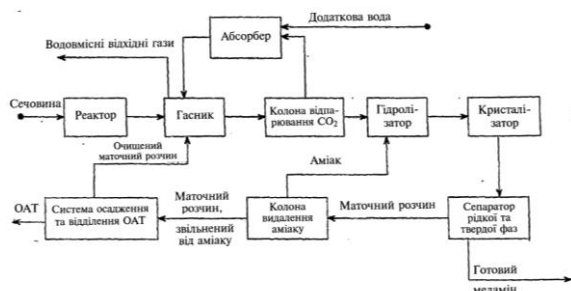 Додаткова вода
Абсорбер
Водовмісні відхідні гази
Сечовина
Реактор
Гасник
Колона відпа-
рювання CO₂
Гідролі-
затор
Кристалі-
затор
Очищений
маточний розчин
Аміак
ОАТ
Система осадження
та відділення ОАТ
Маточний
розчин,
звільнений
від аміаку
Колона
видалення
аміаку
Маточний розчин
Сепаратор
рідкої та
твердої фаз
Готовий
меламін